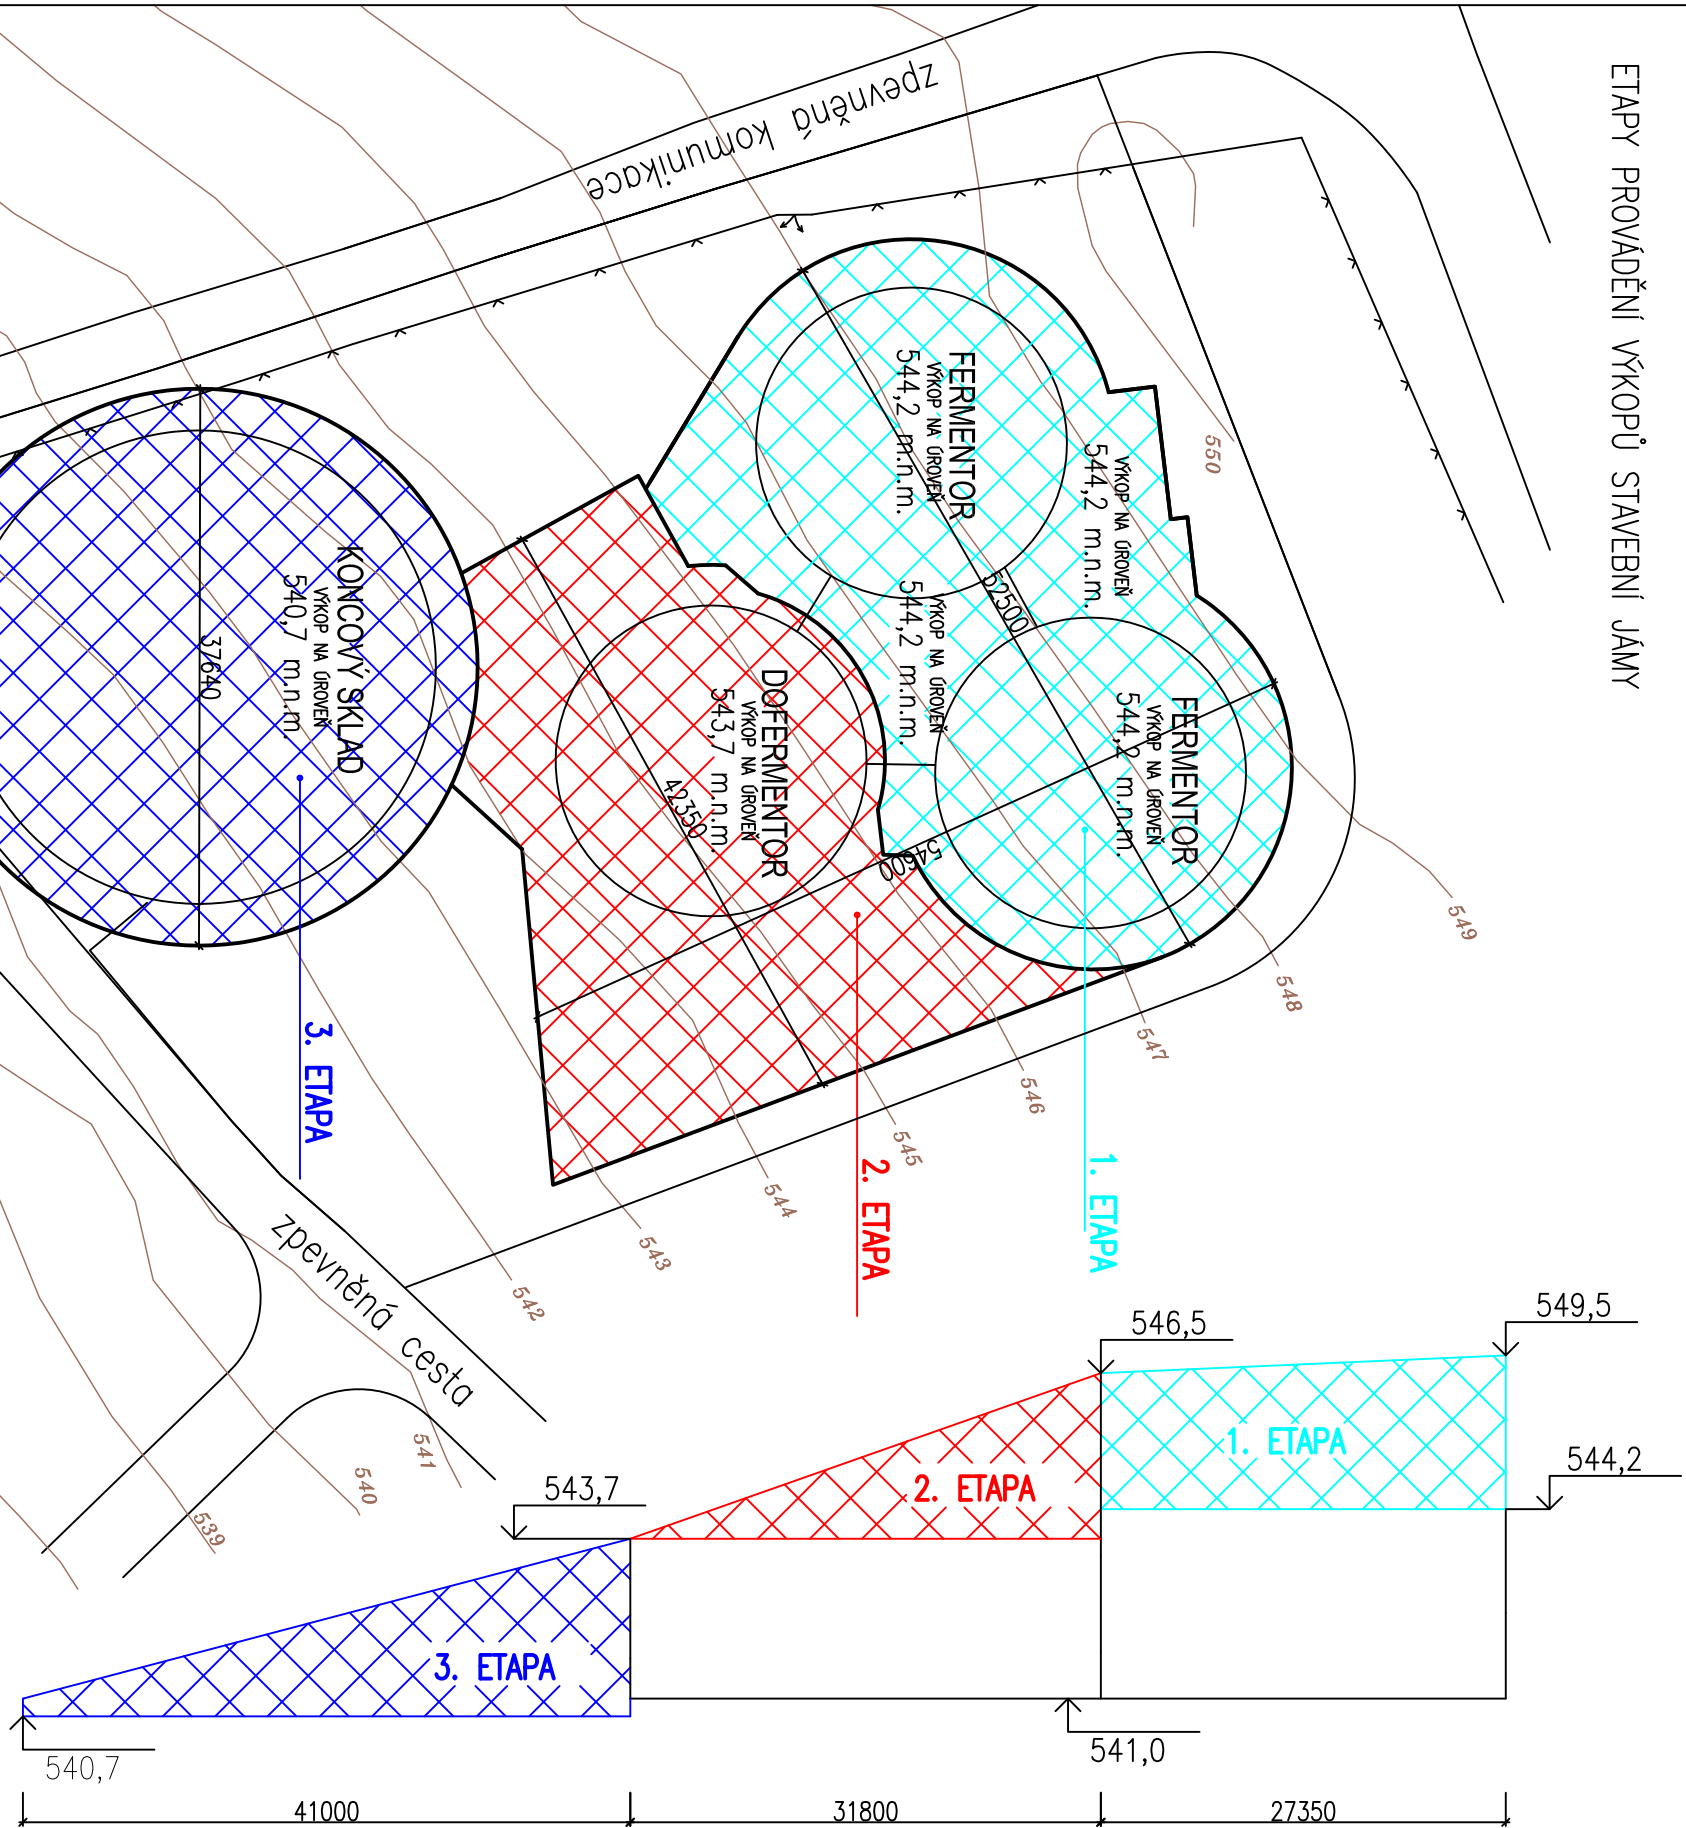 ETAPY PROVÁDĚNÍ VÝKOPŮ STAVEBNÍ JÁMY
zpevněná komunikace
FERMENTOR
VÝKOP NA ÚROVEŇ
544,2 m.n.m.
VÝKOP NA ÚROVEŇ
544,2 m.n.m.
550
VÝKOP NA ÚROVEŇ
544,2 m.n.m.
52500
FERMENTOR
VÝKOP NA ÚROVEŇ
544,2 m.n.m.
DOFERMENTOR
VÝKOP NA ÚROVEŇ
543,7 m.n.m.
42350
54600
KONCOVÝ SKLAD
VÝKOP NA ÚROVEŇ
540,7 m.n.m.
37640
549
548
547
546
545
544
543
542
541
540
539
3. ETAPA
2. ETAPA
1. ETAPA
zpevněná cesta
549,5
546,5
1. ETAPA
544,2
2. ETAPA
543,7
3. ETAPA
541,0
540,7
41000
31800
27350